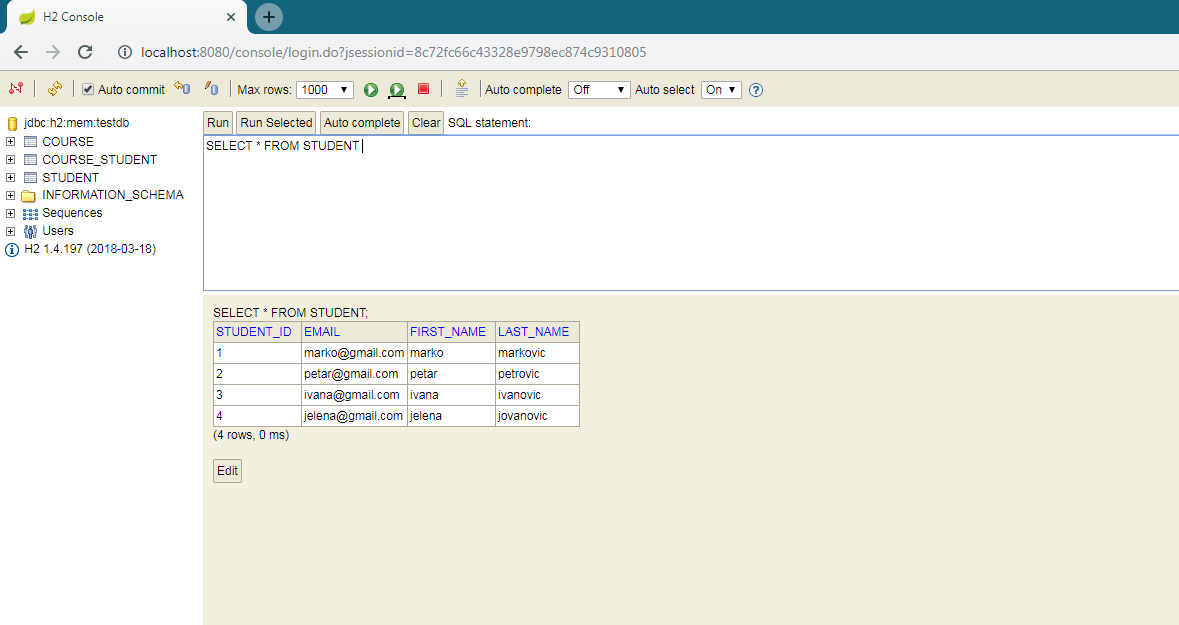 H2 Console
localhost:8080/console/login.do?jsessionid=8c72fc66c43328e9798ec874c9310805
Auto commit Max rows: 1000 Auto complete Off Auto select On
jdbc:h2:mem:testdb
COURSE
COURSE_STUDENT
STUDENT
INFORMATION_SCHEMA
Sequences
Users
H2 1.4.197 (2018-03-18)
Run Run Selected Auto complete Clear SQL statement:
SELECT * FROM STUDENT
SELECT * FROM STUDENT;
STUDENT_ID EMAIL FIRST_NAME LAST_NAME
1 marko@gmail.com marko markovic
2 petar@gmail.com petar petrovic
3 ivana@gmail.com ivana ivanovic
4 jelena@gmail.com jelena jovanovic
(4 rows, 0 ms)
Edit